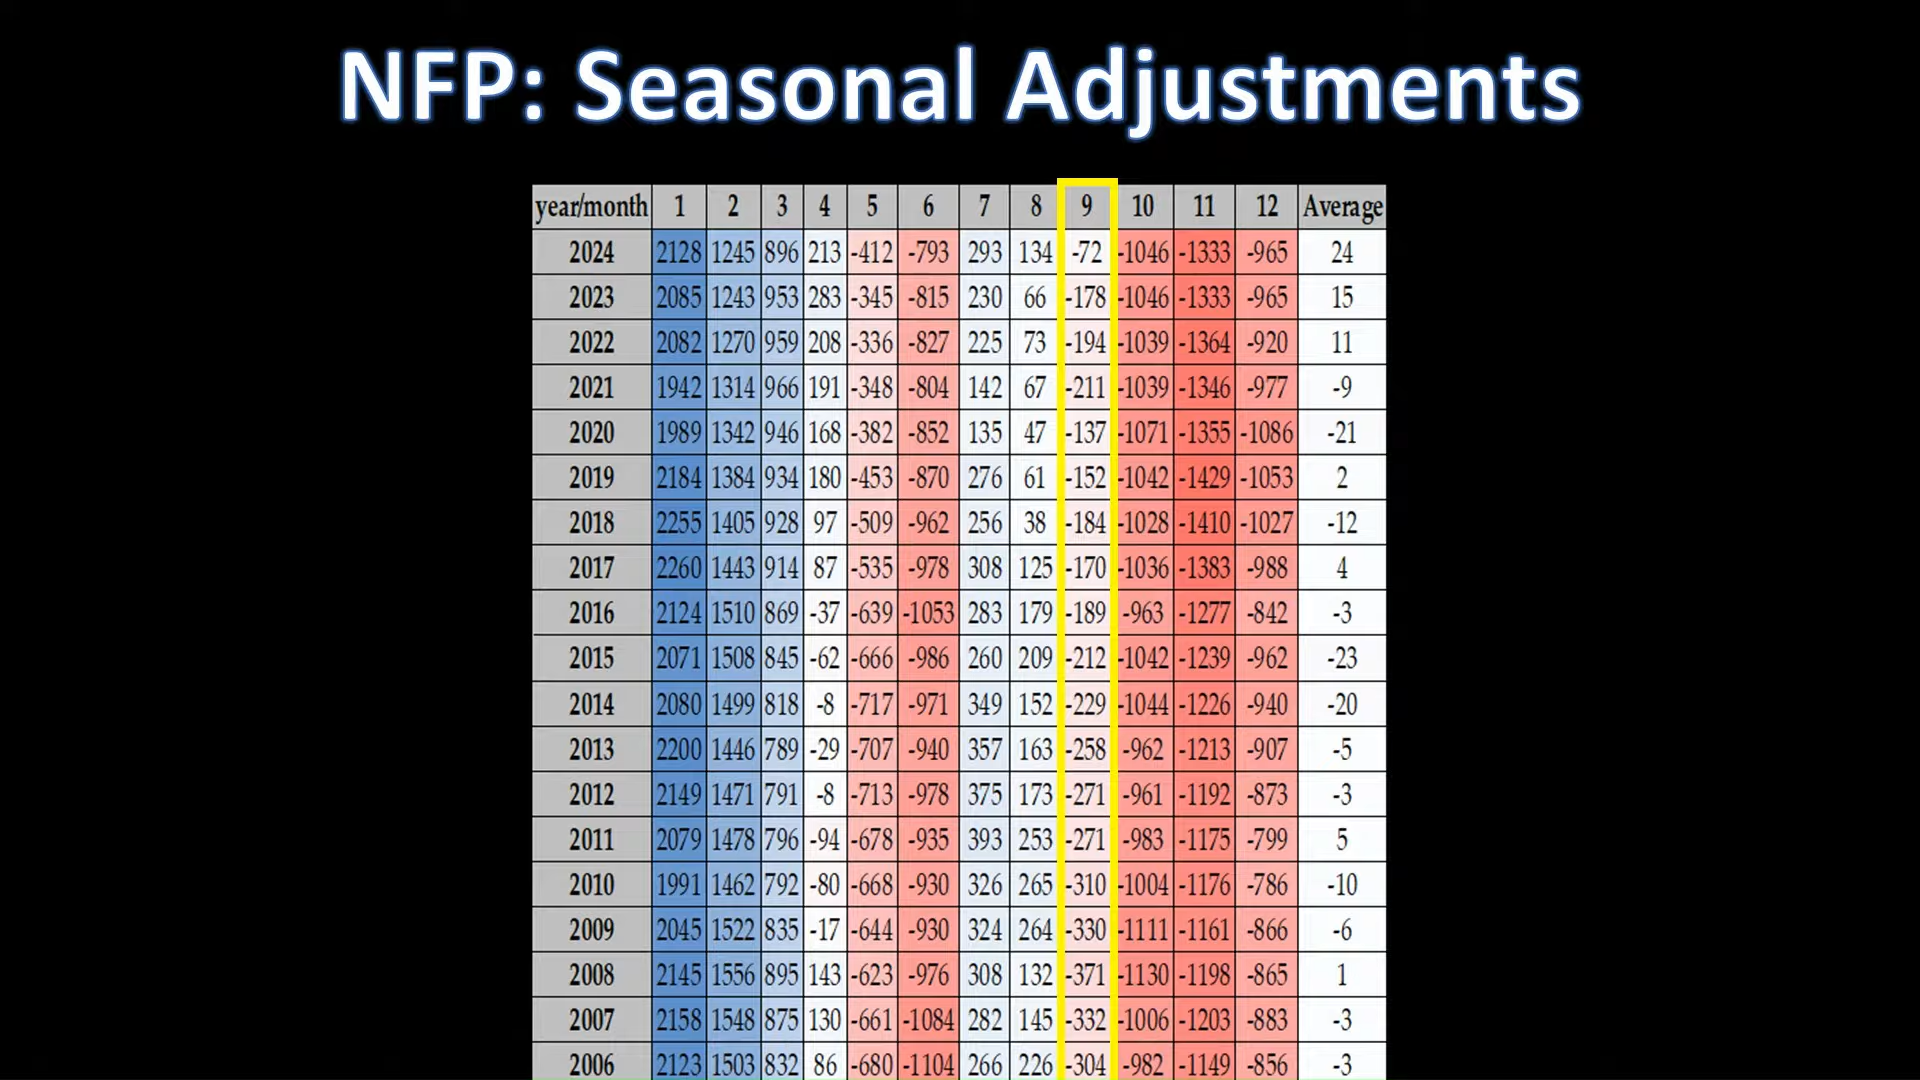 NFP: Seasonal Adjustments
year/month 1 2 3 4 5 6 7 8 9 10 11 12 Average
2024 2128 1245 896 213 -412 -793 293 134 -72 -1046 -1333 -965 24
2023 2085 1243 953 283 -345 -815 230 66 -178 -1046 -1333 -965 15
2022 2082 1270 959 208 -336 -827 225 73 -194 -1039 -1364 -920 11
2021 1942 1314 966 191 -348 -804 142 67 -211 -1039 -1346 -977 -9
2020 1989 1342 946 168 -382 -852 135 47 -137 -1071 -1355 -1086 -21
2019 2184 1384 934 180 -453 -870 276 61 -152 -1042 -1429 -1053 2
2018 2255 1405 928 97 -509 -962 256 38 -184 -1028 -1410 -1027 -12
2017 2260 1443 914 87 -535 -978 308 125 -170 -1036 -1383 -988 4
2016 2124 1510 869 -37 -639 -1053 283 179 -189 -963 -1277 -842 -3
2015 2071 1508 845 -62 -666 -986 260 209 -212 -1042 -1239 -962 -23
2014 2080 1499 818 -8 -717 -971 349 152 -229 -1044 -1226 -940 -20
2013 2200 1446 789 -29 -707 -940 357 163 -258 -962 -1213 -907 -5
2012 2149 1471 791 -8 -713 -978 375 173 -271 -961 -1192 -873 -3
2011 2079 1478 796 -94 -678 -935 393 253 -271 -983 -1175 -799 5
2010 1991 1462 792 -80 -668 -930 326 265 -310 -1004 -1176 -786 -10
2009 2045 1522 835 -17 -644 -930 324 264 -330 -1111 -1161 -866 -6
2008 2145 1556 895 143 -623 -976 308 132 -371 -1130 -1198 -865 1
2007 2158 1548 875 130 -661 -1084 282 145 -332 -1006 -1203 -883 -3
2006 2123 1503 832 86 -680 -1104 266 226 -304 -982 -1149 -856 -3